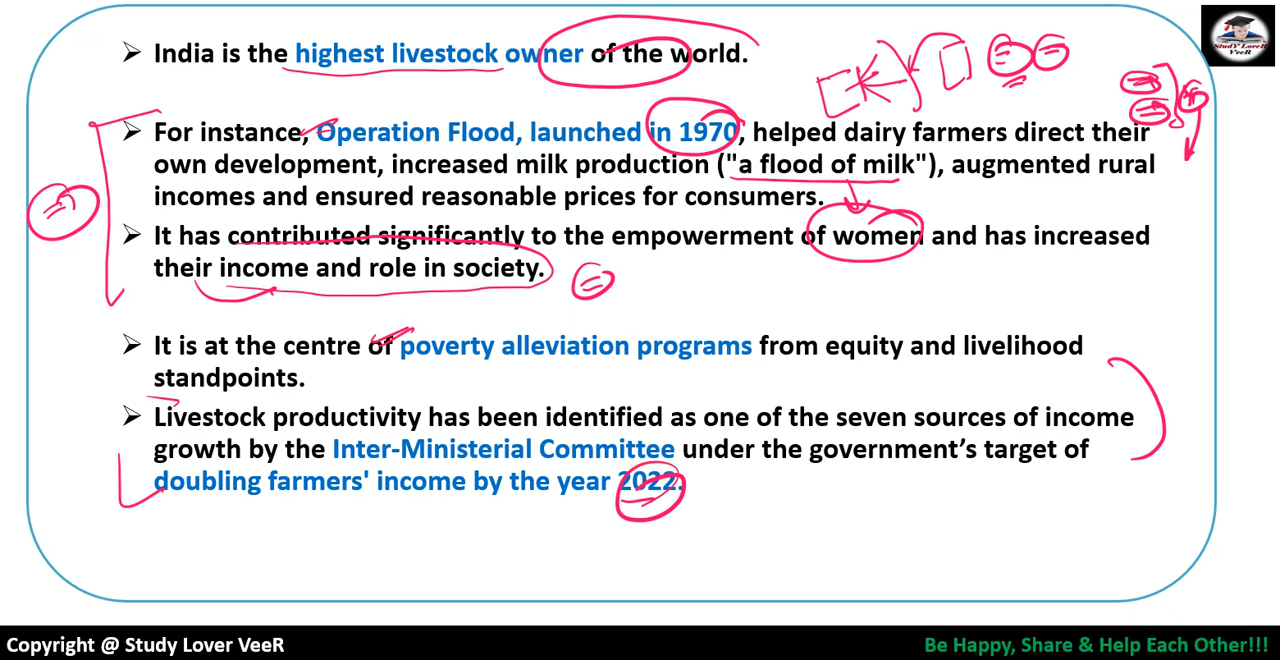 ➢ India is the highest livestock owner of the world.
➢ For instance, Operation Flood, launched in 1970, helped dairy farmers direct their
own development, increased milk production ("a flood of milk"), augmented rural
incomes and ensured reasonable prices for consumers.
➢ It has contributed significantly to the empowerment of women and has increased
their income and role in society.
➢ It is at the centre of poverty alleviation programs from equity and livelihood
standpoints.
➢ Livestock productivity has been identified as one of the seven sources of income
growth by the Inter-Ministerial Committee under the government's target of
doubling farmers' income by the year 2022.
StudY LoveR
VeeR
Copyright @ Study Lover VeeR
Be Happy, Share & Help Each Other!!!